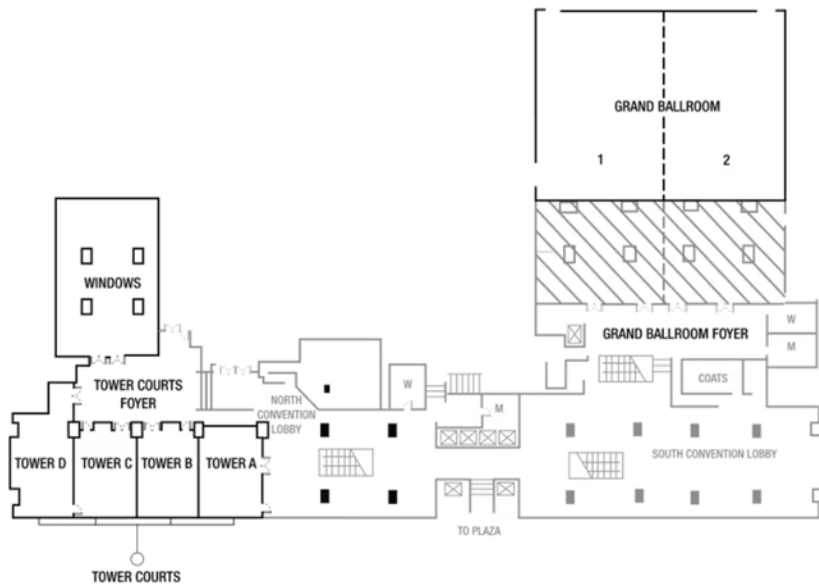 GRAND BALLROOM
1
2
WINDOWS
GRAND BALLROOM FOYER
W
M
TOWER COURTS
FOYER
NORTH
CONVENTION
LOBBY
W
M
COATS
TOWER D
TOWER C
TOWER B
TOWER A
SOUTH CONVENTION LOBBY
TO PLAZA
TOWER COURTS